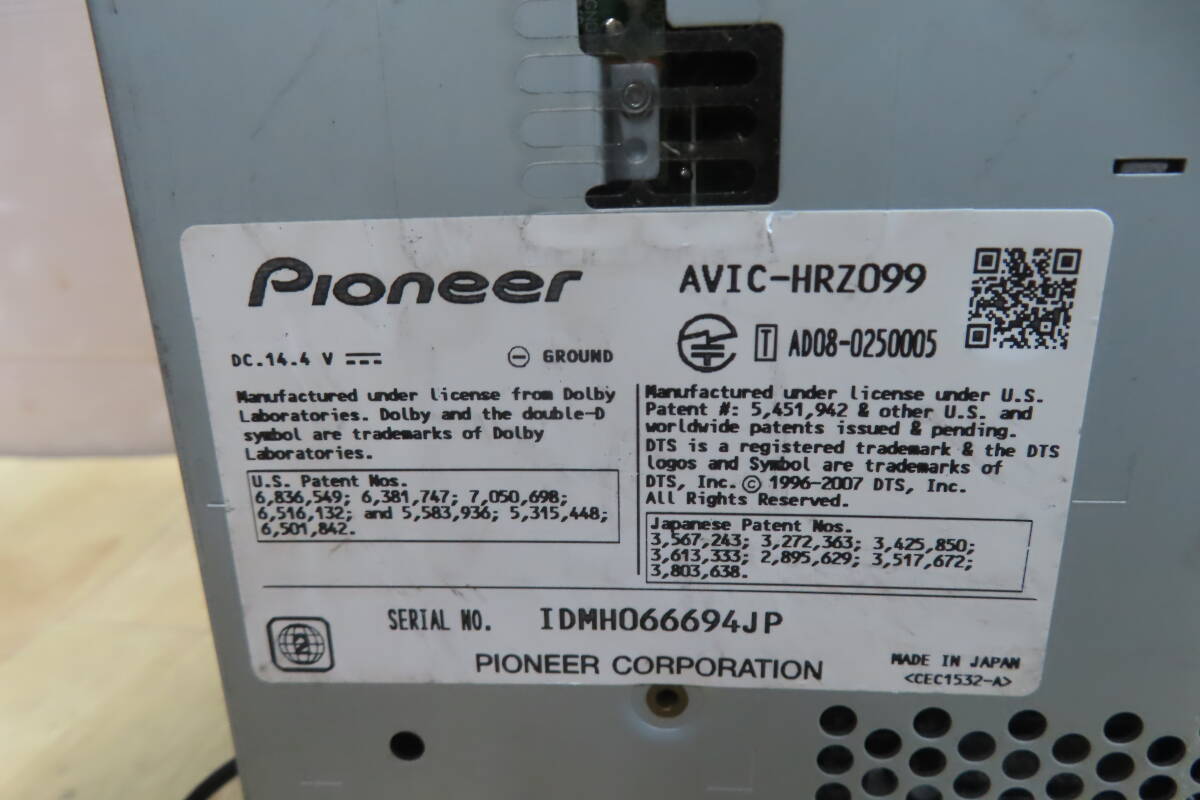 Pioneer
AVIC-HRZ099
T AD08-0250005
DC.14.4 V
GROUND
Manufactured under license from Dolby
Laboratories. Dolby and the double-D
symbol are trademarks of Dolby
Laboratories.
U.S. Patent Nos.
6,836,549; 6,381,747; 7,050,698;
6,516,132; and 5,583,936; 5,315,448;
6,501,842.
Manufactured under license under U.S.
Patent #: 5,451,942 & other U.S. and
worldwide patents issued & pending.
DTS is a registered trademark & the DTS
logos and Symbol are trademarks of
DTS, Inc. © 1996-2007 DTS, Inc.
All Rights Reserved.
Japanese Patent Nos.
3,567,243; 3,272,363; 3,425,850;
3,613,333; 2,895,629; 3,517,672;
3,803,638.
2
SERIAL NO. IDMH066694JP
PIONEER CORPORATION
MADE IN JAPAN
<CEC1532-A>